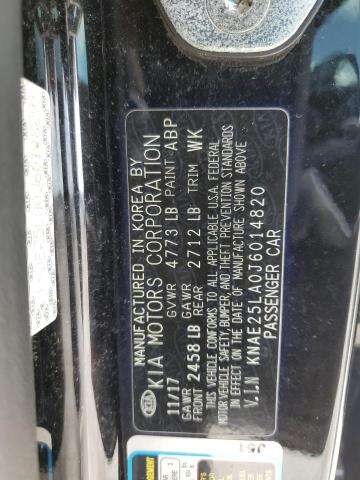 MANUFACTURED IN KOREA BY
KIA MOTORS CORPORATION
GVWR 4773 LB PAINT ABP
11/17 GAWR FRONT 2458 LB GAWR REAR 2712 LB TRIM WK
THIS VEHICLE CONFORMS TO ALL APPLICABLE U.S.A. FEDERAL
MOTOR VEHICLE SAFETY, BUMPER, AND THEFT PREVENTION STANDARDS
IN EFFECT ON THE DATE OF MANUFACTURE SHOWN ABOVE
V.I.N KNAE25LA0J6014820
PASSENGER CAR
J51